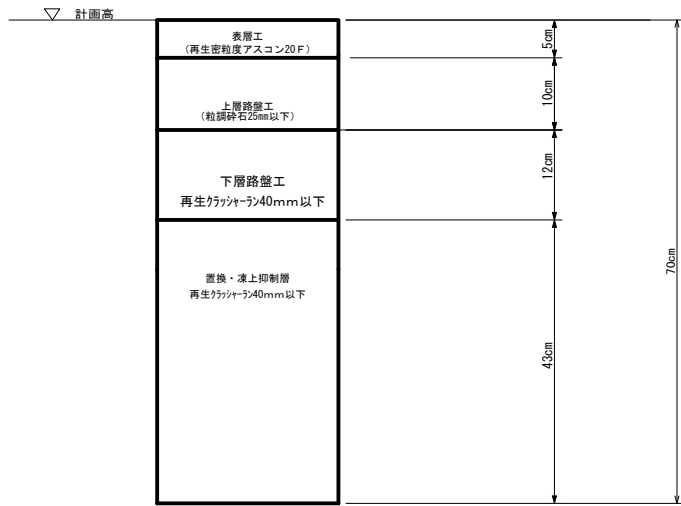 計画高
表層工
(再生密粒度アスコン20F)
5cm
上層路盤工
(粒調砕石25mm以下)
10cm
下層路盤工
再生クラッシャーラン40mm以下
12cm
置換・凍上抑制層
再生クラッシャーラン40mm以下
43cm
70cm